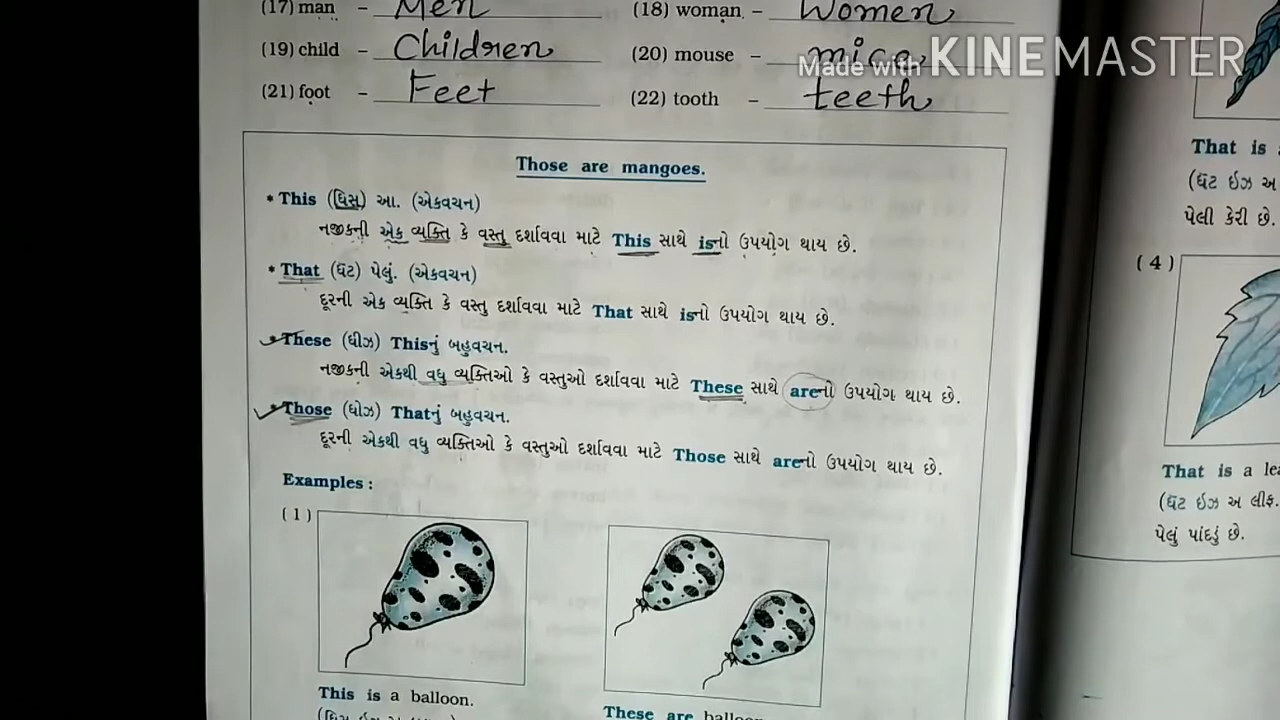 (17) man – Men (18) woman – Women
(19) child – Children (20) mouse – mice
Made with KINEMASTER
(21) foot – Feet (22) tooth – teeth
Those are mangoes.
* This (ધિસ) આ. (એકવચન)
નજીકની એક વ્યક્તિ કે વસ્તુ દર્શાવવા માટે This સાથે isનો ઉપયોગ થાય છે.
* That (ધૅટ) પેલું. (એકવચન)
દૂરની એક વ્યક્તિ કે વસ્તુ દર્શાવવા માટે That સાથે isનો ઉપયોગ થાય છે.
* These (ધીઝ) Thisનું બહુવચન.
નજીકની એકથી વધુ વ્યક્તિઓ કે વસ્તુઓ દર્શાવવા માટે These સાથે areનો ઉપયોગ થાય છે.
* Those (ધોઝ) Thatનું બહુવચન.
દૂરની એકથી વધુ વ્યક્તિઓ કે વસ્તુઓ દર્શાવવા માટે Those સાથે areનો ઉપયોગ થાય છે.
Examples :
(1)
This is a balloon.
These are
That is
(ધૅટ ઇઝ અ
પેલી કેરી છે.
(4)
That is a
(ધૅટ ઇઝ અ લીફ.
પેલું પાંદડું છે.